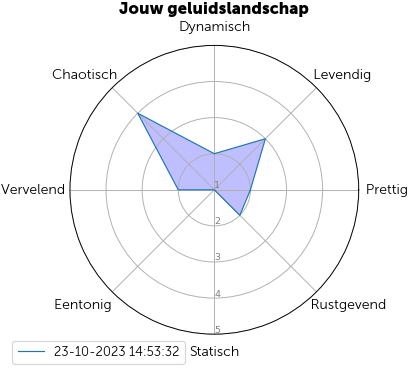 Jouw geluidslandschap
Dynamisch
Chaotisch
Levendig
Vervelend
1
Prettig
2
3
4
Eentonig
Rustgevend
5
23-10-2023 14:53:32
Statisch